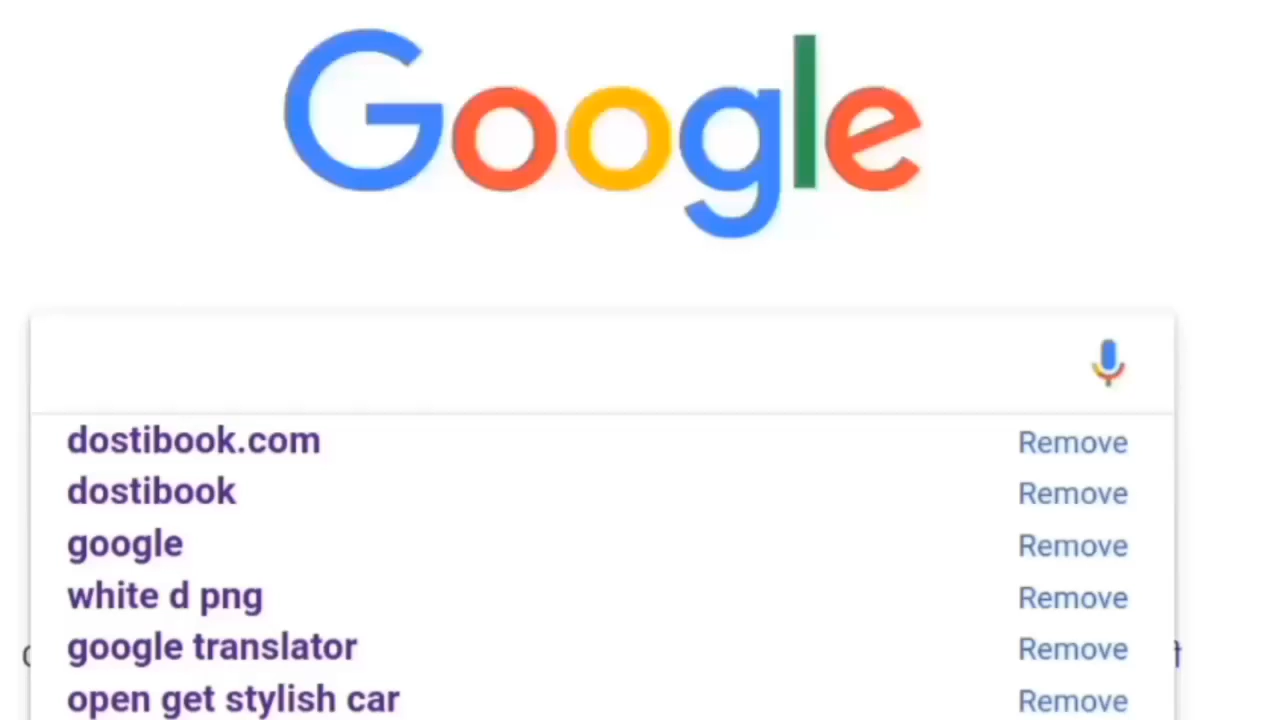 Google
dostibook.com Remove
dostibook Remove
google Remove
white d png Remove
google translator Remove
open get stylish car Remove